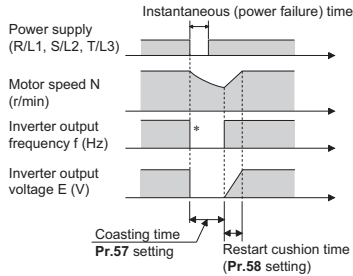 Instantaneous (power failure) time
Power supply
(R/L1, S/L2, T/L3)
Motor speed N
(r/min)
Inverter output
frequency f (Hz)
*
Inverter output
voltage E (V)
Coasting time
Pr.57 setting
Restart cushion time
(Pr.58 setting)